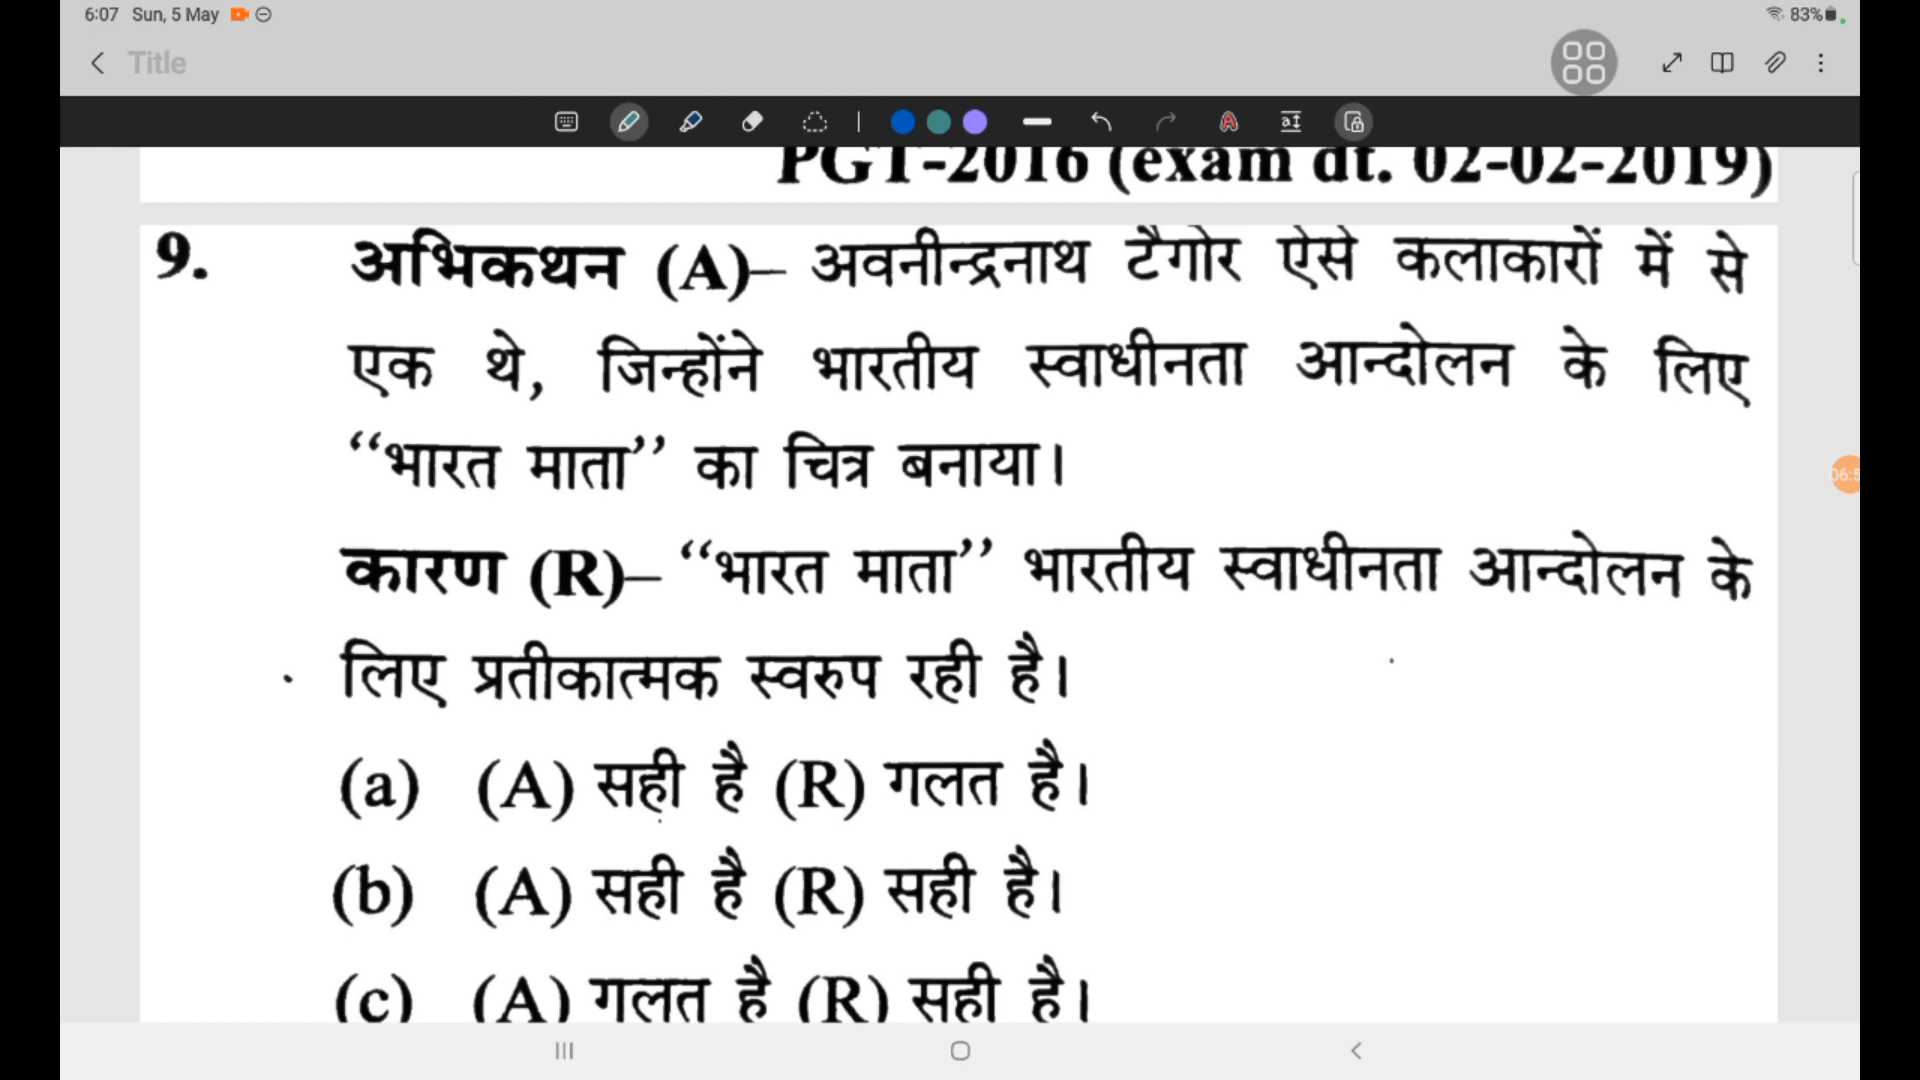 6:07 Sun, 5 May
83%
Title
PGT-2016 (exam dt. 02-02-2019)
9. अभिकथन (A)– अवनीन्द्रनाथ टैगोर ऐसे कलाकारों में से
एक थे, जिन्होंने भारतीय स्वाधीनता आन्दोलन के लिए
‘‘भारत माता’’ का चित्र बनाया।
कारण (R)– ‘‘भारत माता’’ भारतीय स्वाधीनता आन्दोलन के
लिए प्रतीकात्मक स्वरुप रही है।
(a) (A) सही है (R) गलत है।
(b) (A) सही है (R) सही है।
(c) (A) गलत है (R) सही है।